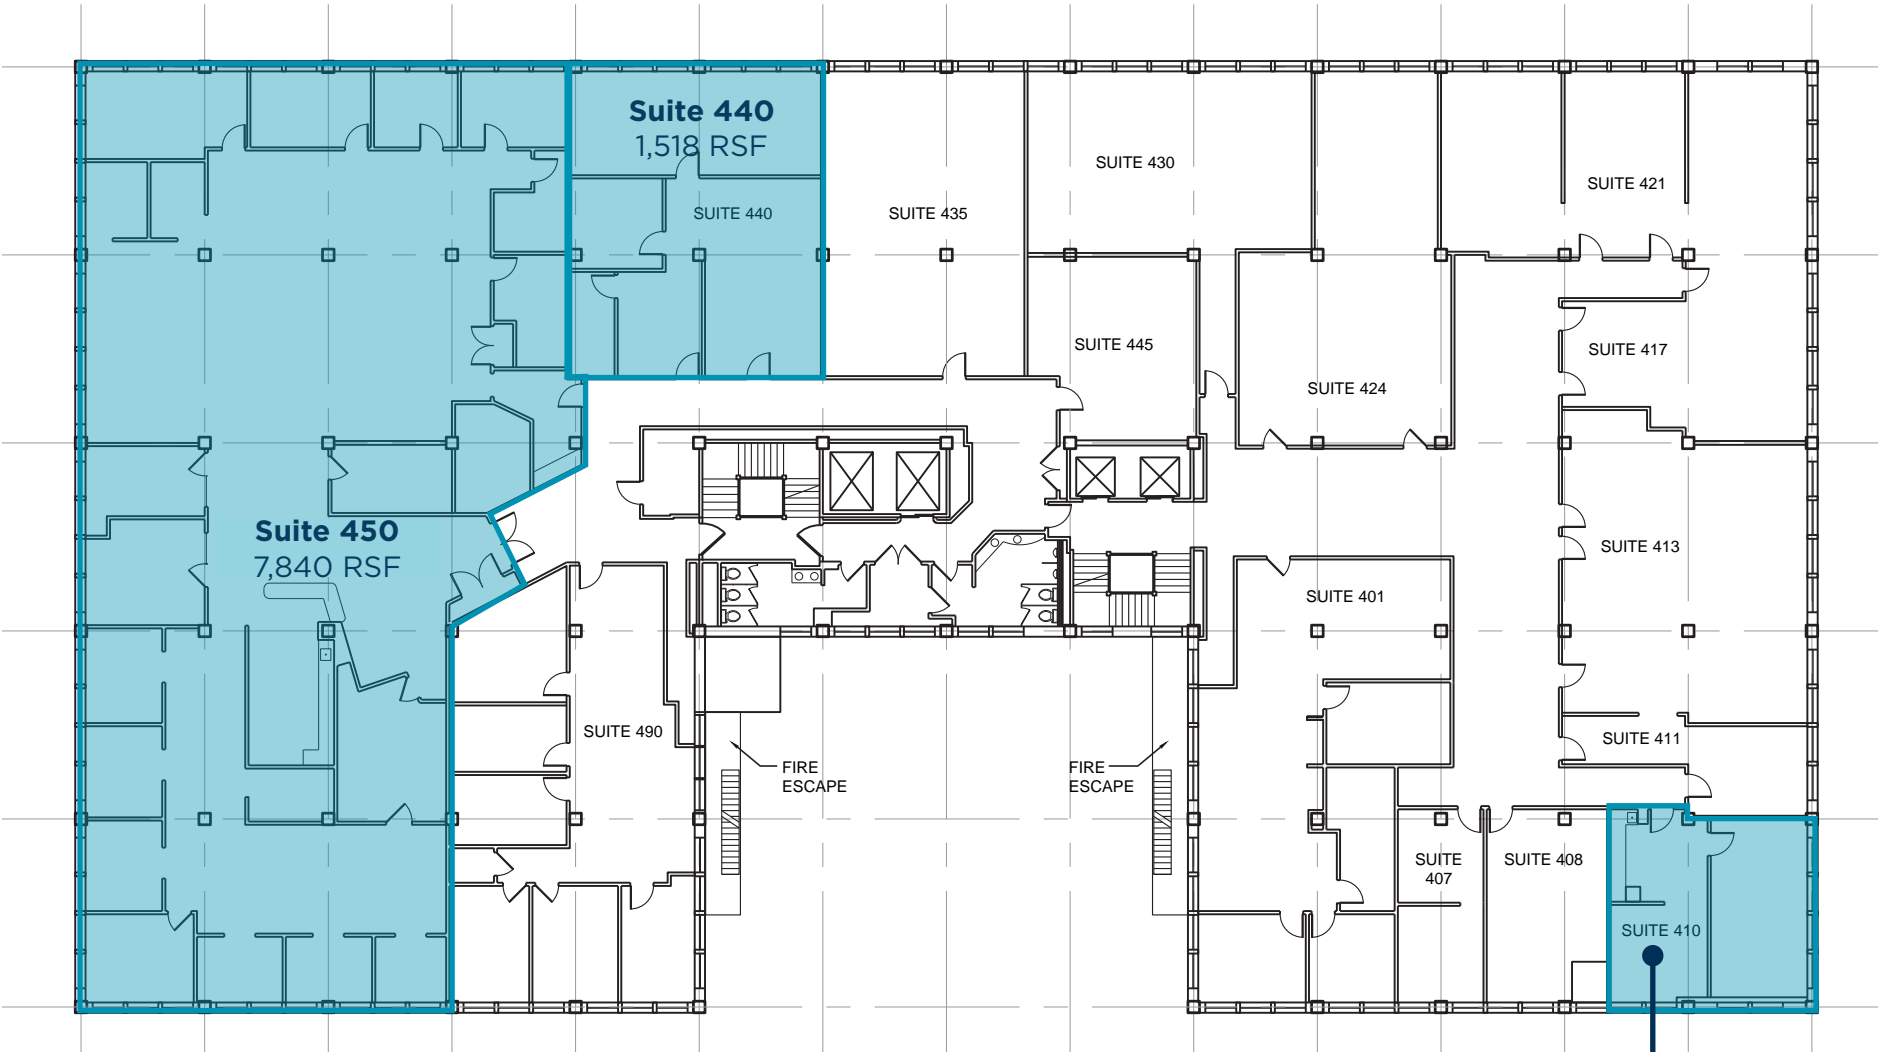 Suite 440
1,518 RSF
SUITE 430
SUITE 421
SUITE 440
SUITE 435
SUITE 445
SUITE 417
SUITE 424
Suite 450
7,840 RSF
SUITE 413
SUITE 401
SUITE 490
SUITE 411
FIRE
ESCAPE
FIRE
ESCAPE
SUITE
407
SUITE 408
SUITE 410